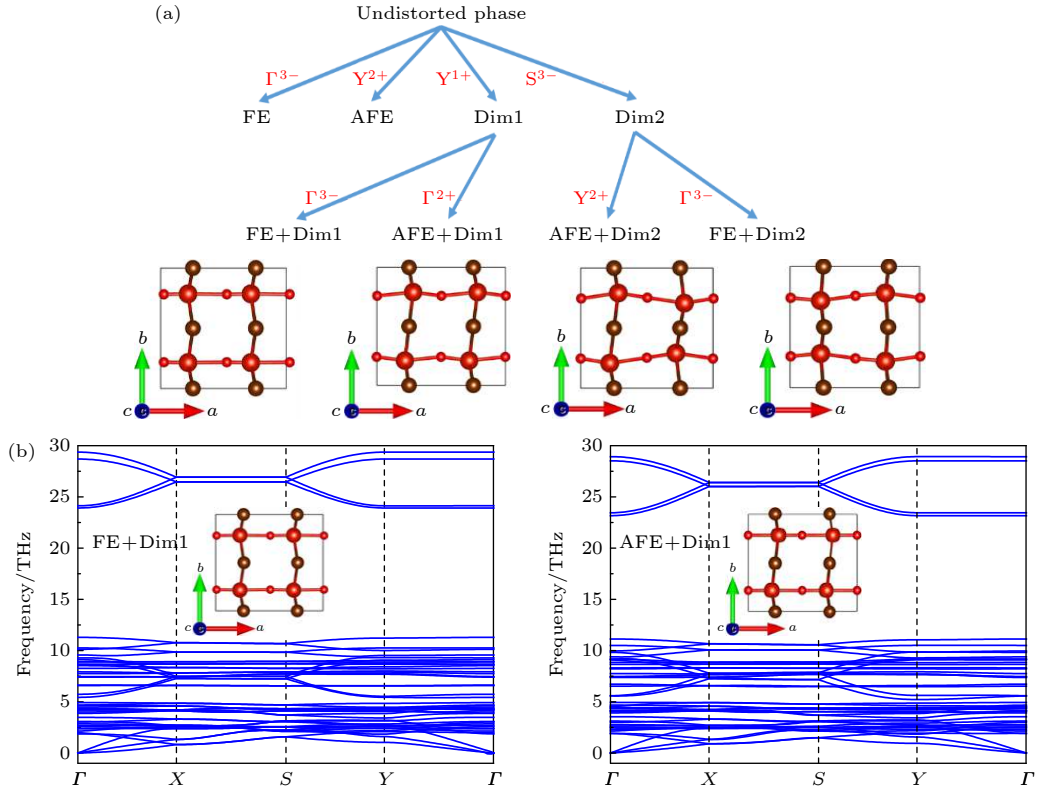 (a)
Undistorted phase
Γ3− Y2+ Y1+ S3−
FE AFE Dim1 Dim2
Γ3− Γ2+ Y2+ Γ3−
FE+Dim1 AFE+Dim1 AFE+Dim2 FE+Dim2
b b b b
c a c a c a c a
(b)
30 30
25 25
20 20
15 15
10 10
5 5
0 0
Frequency/THz Frequency/THz
FE+Dim1 AFE+Dim1
b b
c a c a
Γ X S Y Γ Γ X S Y Γ